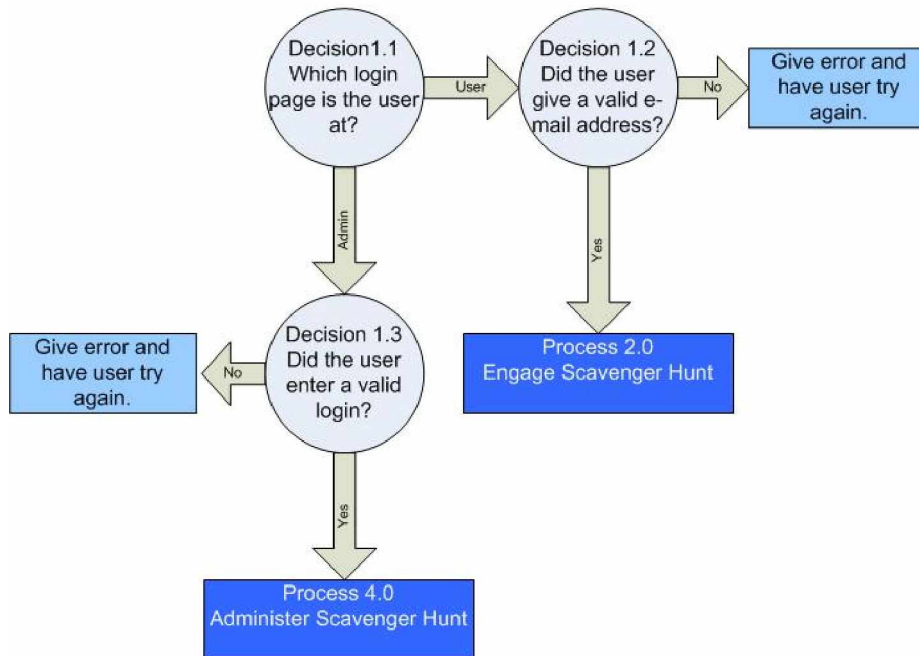 Decision1.1
Which login
page is the user
at?
User
Decision 1.2
Did the user
give a valid e-
mail address?
No
Give error and
have user try
again.
Admin
Yes
Decision 1.3
Did the user
enter a valid
login?
No
Give error and
have user try
again.
Process 2.0
Engage Scavenger Hunt
Yes
Process 4.0
Administer Scavenger Hunt